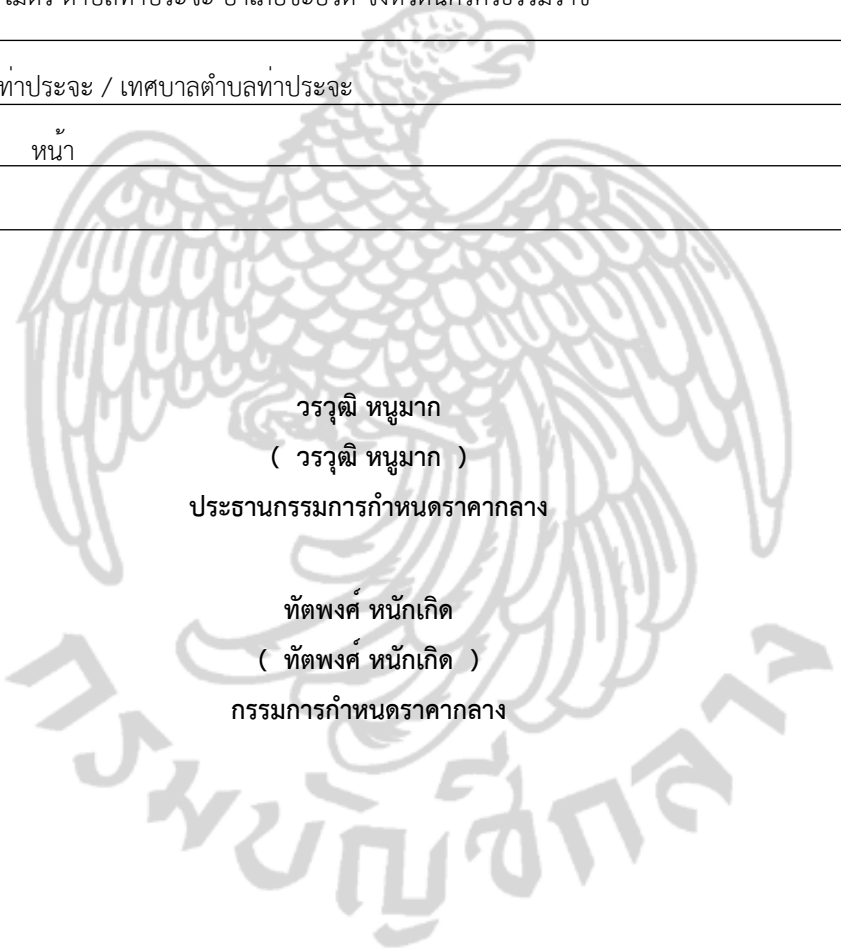 ท่าประจะ / เทศบาลตำบลท่าประจะ
หน้า
วรวุฒิ หนูมาก
( วรวุฒิ หนูมาก )
ประธานกรรมการกำหนดราคากลาง
ทัตพงศ์ หนักเกิด
( ทัตพงศ์ หนักเกิด )
กรรมการกำหนดราคากลาง
กรมบัญชีกลาง